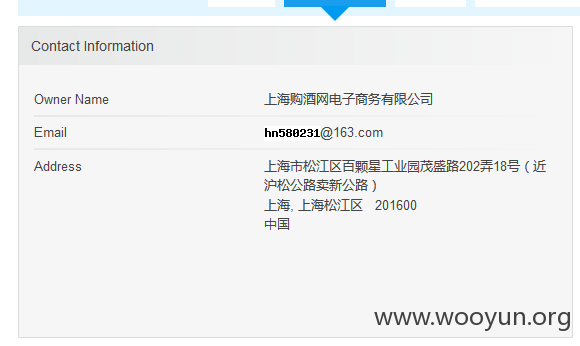 Contact Information
Owner Name 上海购酒网电子商务有限公司
Email hn580231@163.com
Address 上海市松江区百颗星工业园茂盛路202弄18号（近
沪松公路卖新公路）
上海, 上海松江区 201600
中国
www.wooyun.org